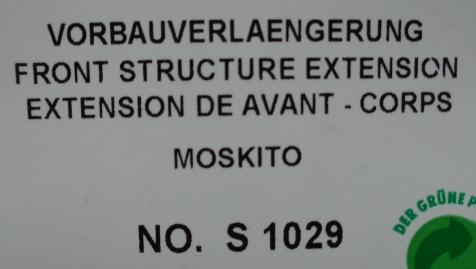 VORBAUVERLAENGERUNG
FRONT STRUCTURE EXTENSION
EXTENSION DE AVANT - CORPS
MOSKITO
NO. S 1029
DER GRÜNE P